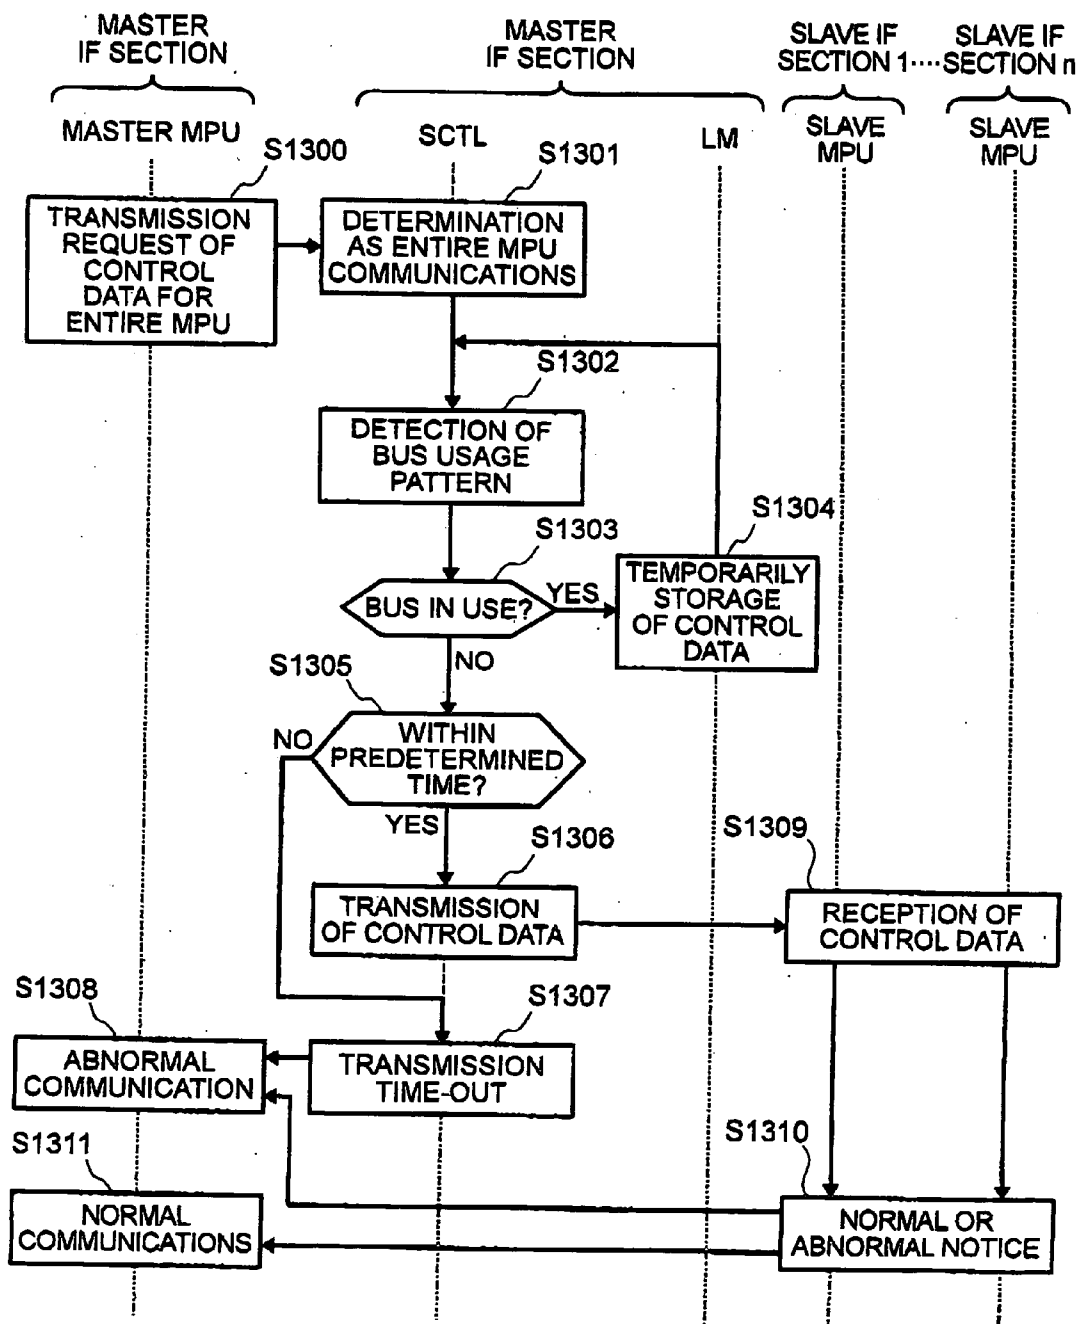 MASTER
IF SECTION
MASTER
IF SECTION
SLAVE IF
SECTION 1
.....
SLAVE IF
SECTION n
MASTER MPU
SCTL
LM
SLAVE
MPU
SLAVE
MPU
S1300
TRANSMISSION
REQUEST OF
CONTROL
DATA FOR
ENTIRE MPU
S1301
DETERMINATION
AS ENTIRE MPU
COMMUNICATIONS
S1302
DETECTION OF
BUS USAGE
PATTERN
S1303
BUS IN USE?
YES
S1304
TEMPORARILY
STORAGE
OF CONTROL
DATA
NO
S1305
WITHIN
PREDETERMINED
TIME?
NO
YES
S1306
TRANSMISSION
OF CONTROL DATA
S1309
RECEPTION OF
CONTROL DATA
S1307
TRANSMISSION
TIME-OUT
S1308
ABNORMAL
COMMUNICATION
S1310
NORMAL OR
ABNORMAL NOTICE
S1311
NORMAL
COMMUNICATIONS